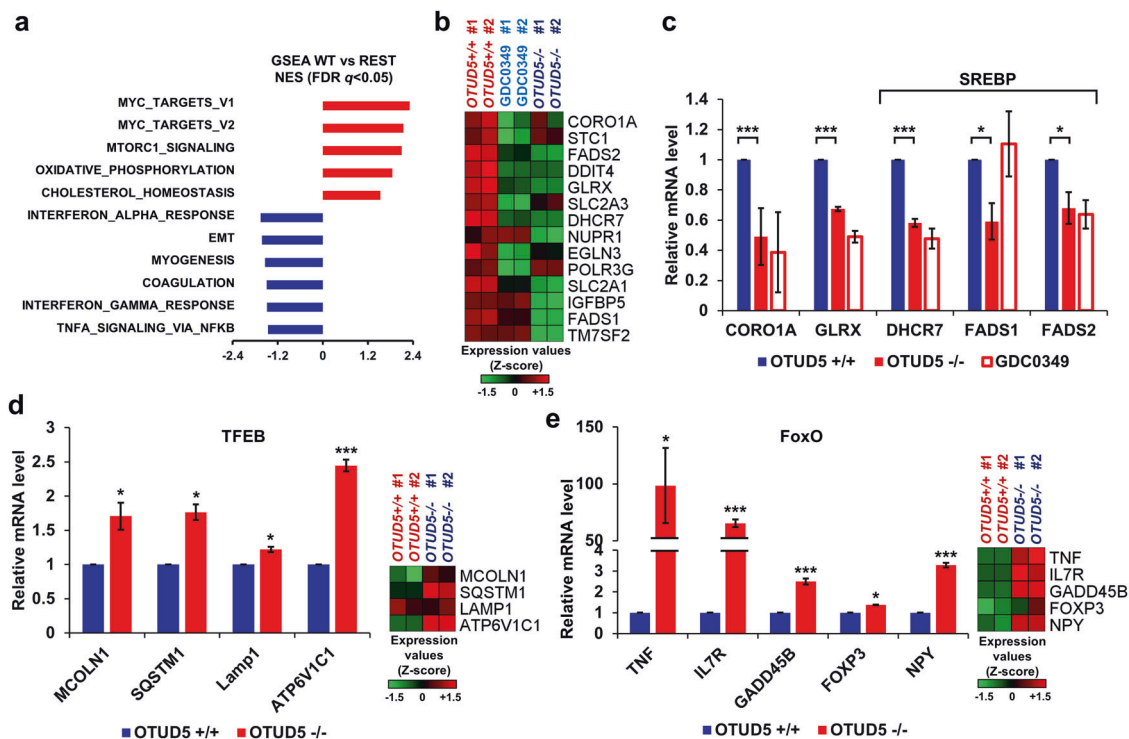 a
GSEA WT vs REST
NES (FDR q<0.05)
MYC_TARGETS_V1
MYC_TARGETS_V2
MTORC1_SIGNALING
OXIDATIVE_PHOSPHORYLATION
CHOLESTEROL_HOMEOSTASIS
INTERFERON_ALPHA_RESPONSE
EMT
MYOGENESIS
COAGULATION
INTERFERON_GAMMA_RESPONSE
TNFA_SIGNALING_VIA_NFKB
-2.4 -1.2 0 1.2 2.4
b
OTUD5+/+ #1
OTUD5+/+ #2
GDC0349 #1
GDC0349 #2
OTUD5-/- #1
OTUD5-/- #2
CORO1A
STC1
FADS2
DDIT4
GLRX
SLC2A3
DHCR7
NUPR1
EGLN3
POLR3G
SLC2A1
IGFBP5
FADS1
TM7SF2
Expression values
(Z-score)
-1.5 0 +1.5
c
SREBP
Relative mRNA level
1.4
1.2
1
0.8
0.6
0.4
0.2
0
*** *** *** * *
CORO1A GLRX DHCR7 FADS1 FADS2
OTUD5 +/+ OTUD5 -/- GDC0349
d
TFEB
Relative mRNA level
3
2.5
2
1.5
1
0.5
0
* * * ***
MCOLN1 SQSTM1 Lamp1 ATP6V1C1
OTUD5 +/+ OTUD5 -/-
OTUD5+/+ #1
OTUD5+/+ #2
OTUD5-/- #1
OTUD5-/- #2
MCOLN1
SQSTM1
LAMP1
ATP6V1C1
Expression
values
(Z-score)
-1.5 0 +1.5
e
FoxO
Relative mRNA level
150
100
50
4
3
2
1
0
* *** *** * ***
TNF IL7R GADD45B FOXP3 NPY
OTUD5 +/+ OTUD5 -/-
OTUD5+/+ #1
OTUD5+/+ #2
OTUD5-/- #1
OTUD5-/- #2
TNF
IL7R
GADD45B
FOXP3
NPY
Expression
values
(Z-score)
-1.5 0 +1.5